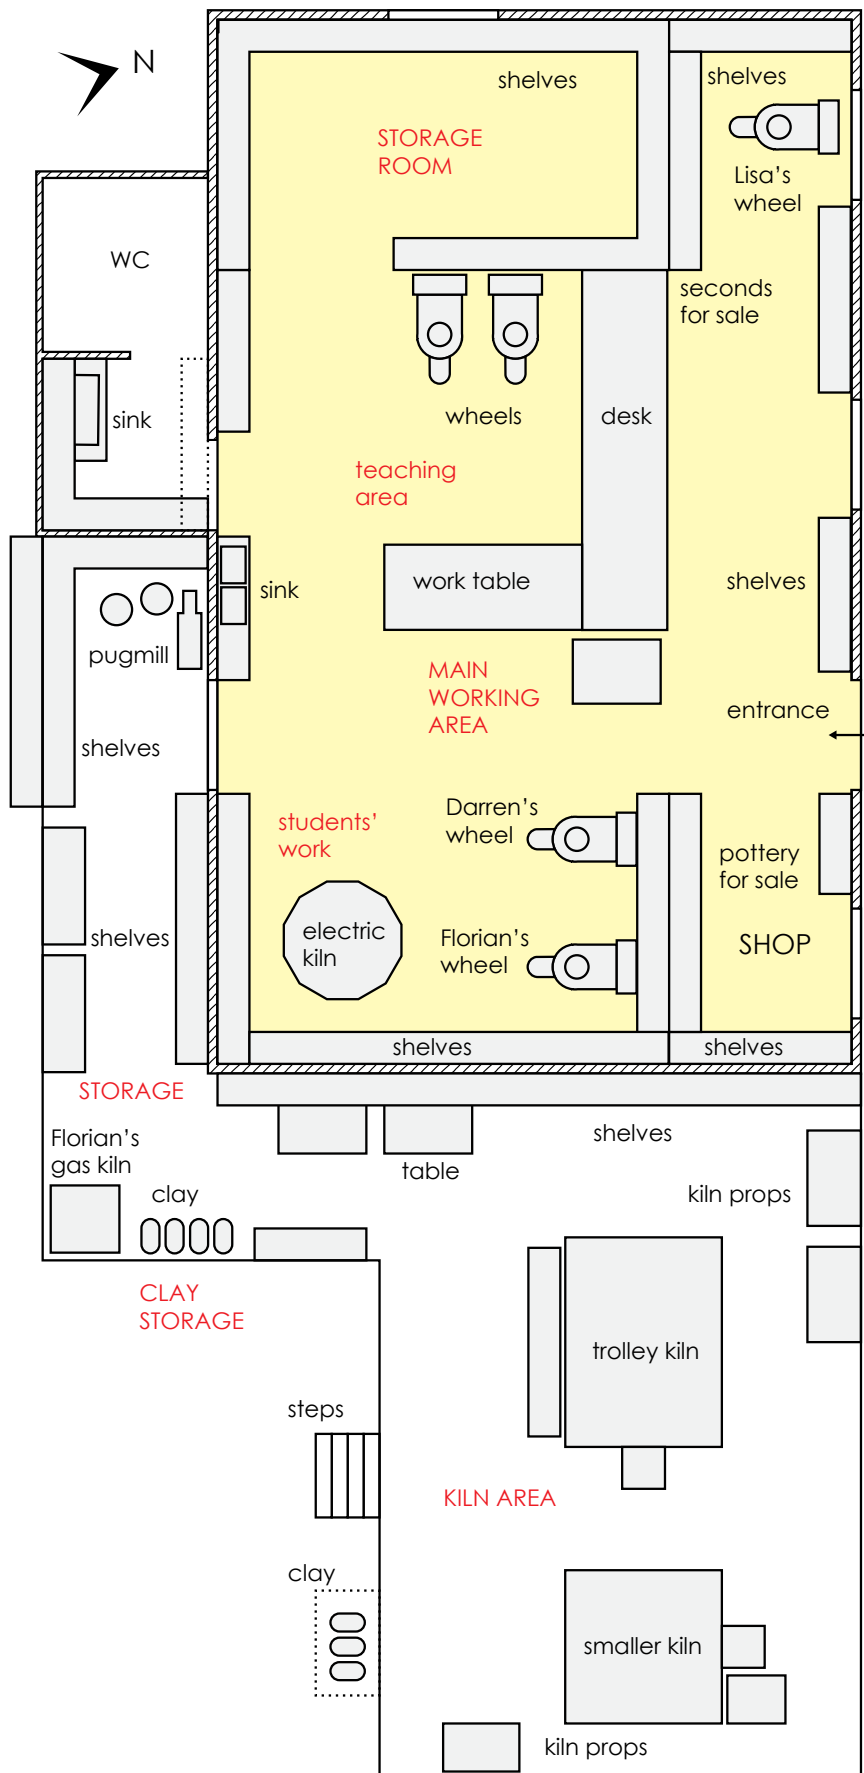 N
shelves
shelves
STORAGE
ROOM
Lisa's
wheel
WC
seconds
for sale
sink
wheels
desk
teaching
area
sink
work table
shelves
pugmill
MAIN
WORKING
AREA
entrance
shelves
Darren's
wheel
students'
work
pottery
for sale
electric
kiln
Florian's
wheel
shelves
SHOP
shelves
shelves
STORAGE
Florian's
gas kiln
shelves
table
clay
kiln props
CLAY
STORAGE
trolley kiln
steps
KILN AREA
clay
smaller kiln
kiln props